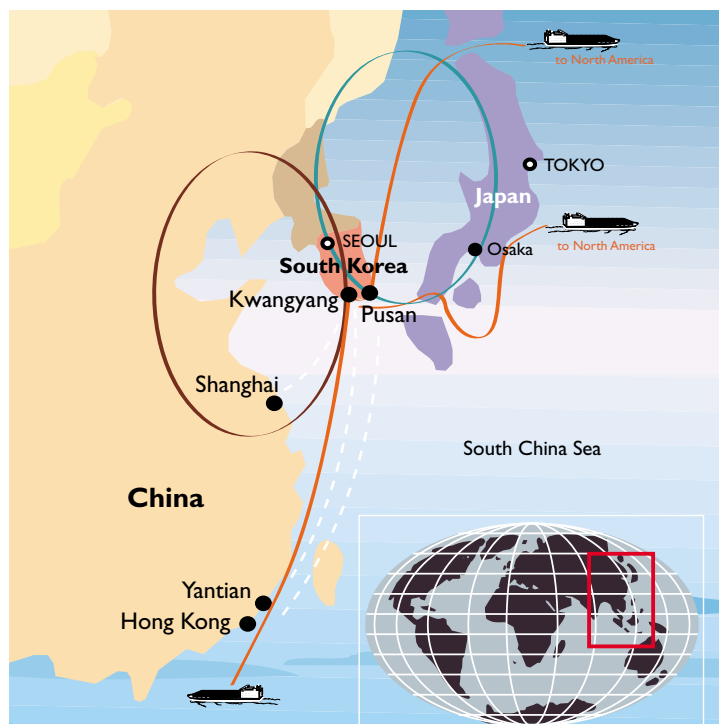 to North America
TOKYO
Japan
to North America
SEOUL
Osaka
South Korea
Kwangyang
Pusan
Shanghai
South China Sea
China
Yantian
Hong Kong